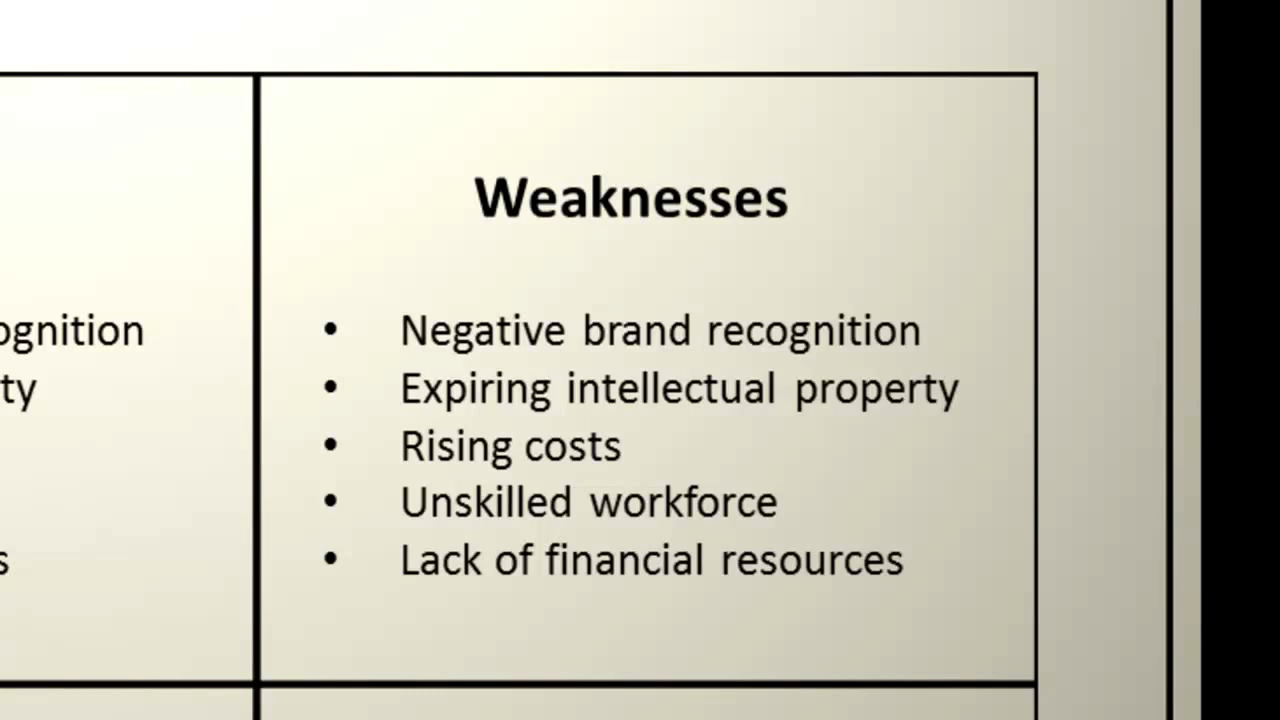 Weaknesses
ognition
• Negative brand recognition
ty
• Expiring intellectual property
• Rising costs
• Unskilled workforce
s
• Lack of financial resources